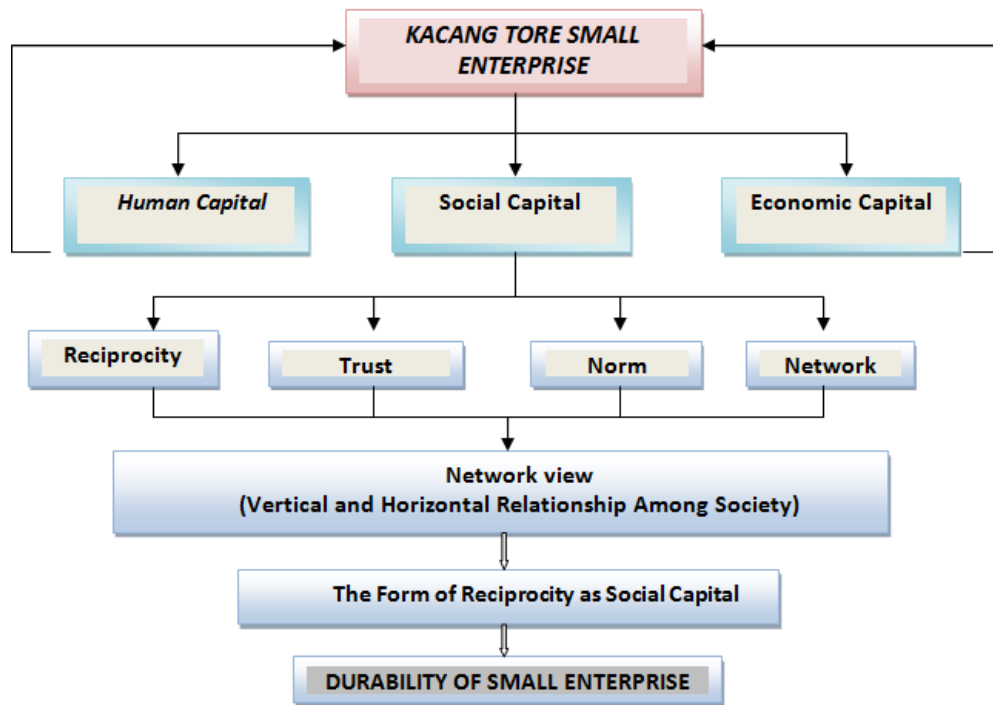 KACANG TORE SMALL
ENTERPRISE
Human Capital
Social Capital
Economic Capital
Reciprocity
Trust
Norm
Network
Network view
(Vertical and Horizontal Relationship Among Society)
The Form of Reciprocity as Social Capital
DURABILITY OF SMALL ENTERPRISE